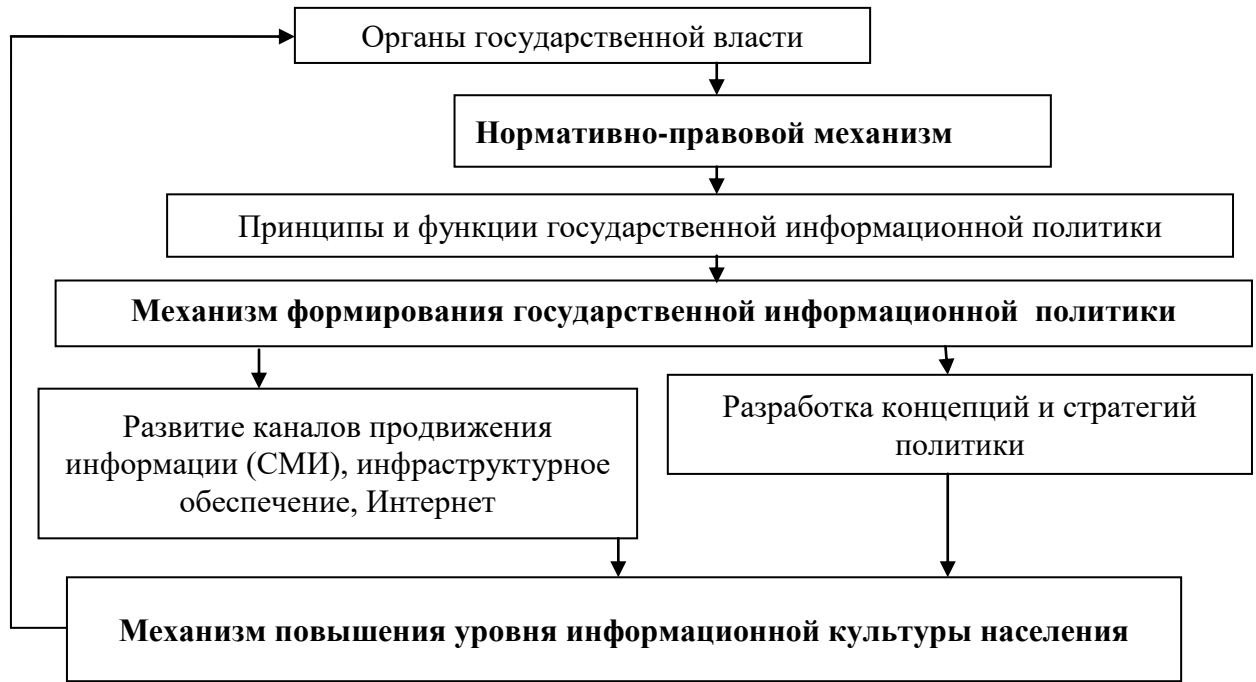 Органы государственной власти
Нормативно-правовой механизм
Принципы и функции государственной информационной политики
Механизм формирования государственной информационной политики
Развитие каналов продвижения
информации (СМИ), инфраструктурное
обеспечение, Интернет
Разработка концепций и стратегий
политики
Механизм повышения уровня информационной культуры населения